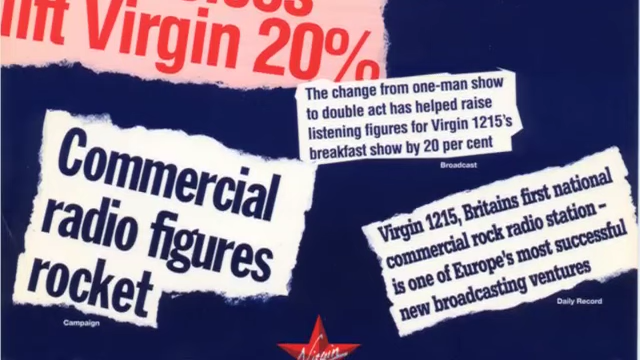 lift Virgin 20%
The change from one-man show
to double act has helped raise
listening figures for Virgin 1215's
breakfast show by 20 per cent
Broadcast
Commercial
radio figures
rocket
Campaign
Virgin 1215, Britains first national
commercial rock radio station –
is one of Europe's most successful
new broadcasting ventures
Daily Record
Virgin